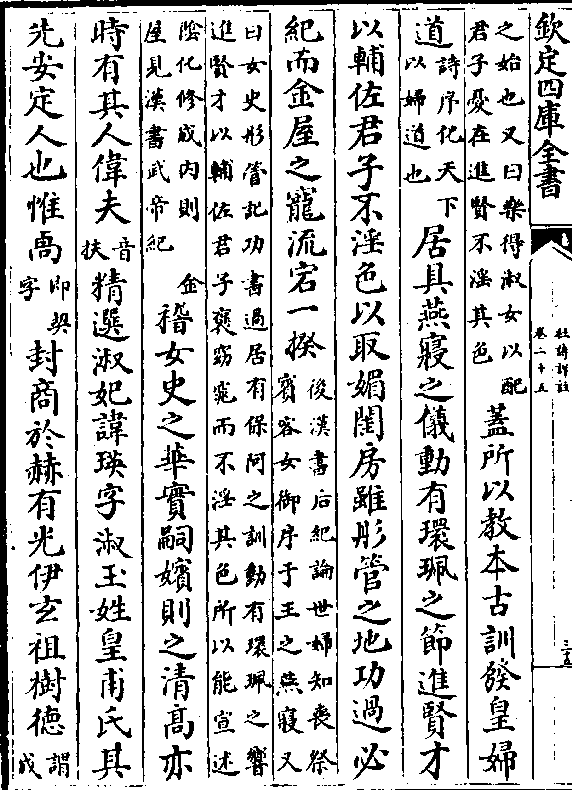 欽定四庫全書
杜詩詳註
卷二十五
三五
之始也又曰樂得淑女以配
君子憂在進賢不淫其色
蓋所以教本古訓發皇婦
道
詩序化天下
以婦道也
居具燕寢之儀動有環珮之節進賢才
以輔佐君子不淫色以取媚閨房雖彤管之地功過必
紀而金屋之寵流宕一揆
後漢書后紀論世婦知喪祭
賓客女御序于王之燕寢又
曰女史彤管記功書過居有保阿之訓動有環珮之響
進賢才以輔佐君子裒窈窕而不淫其色所以能宣述
陰化修成内則金
屋見漢書武帝紀
稽女史之華實嗣嬪則之清高亦
時有其人偉夫
音
扶
精選淑妃諱瑛字淑玉姓皇甫氏其
先安定人也惟卨
即契
字
封商於赫有光伊玄祖樹德
謂
成